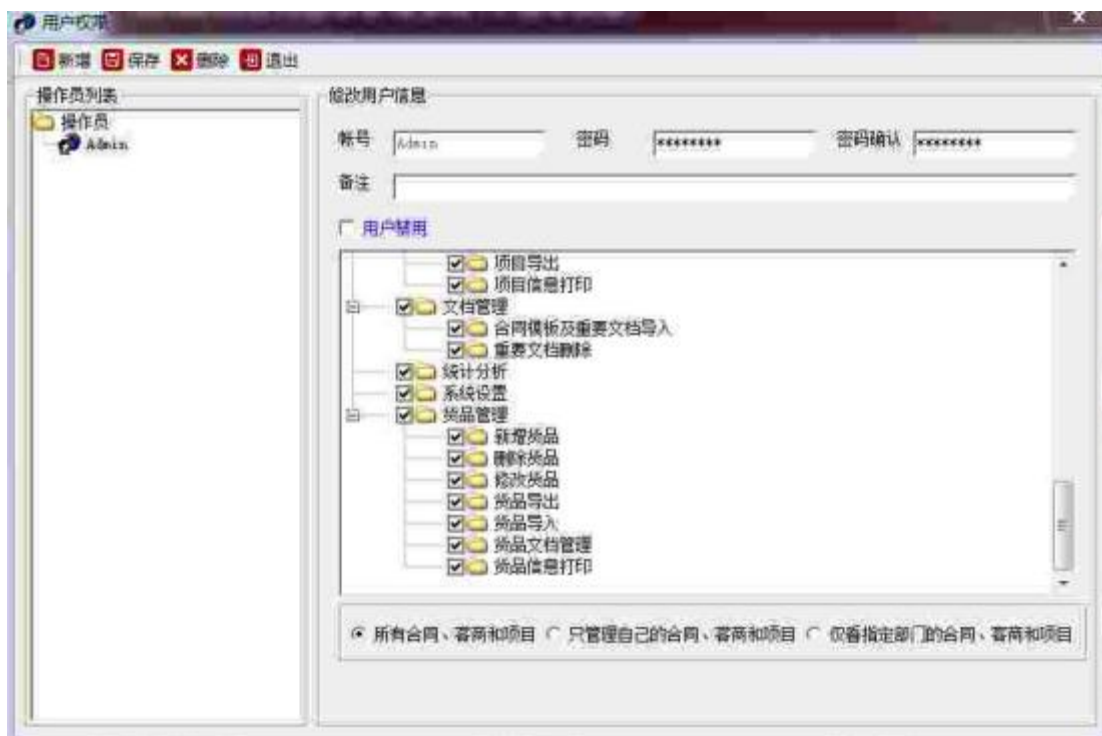 用户权限
新增 保存 删除 退出
操作员列表
操作员
Admin
修改用户信息
帐号 Admin 密码 ******** 密码确认 ********
备注
用户禁用
项目导出
项目信息打印
文档管理
合同模板及重要文档导入
重要文档删除
统计分析
系统设置
货品管理
新增货品
删除货品
修改货品
货品导出
货品导入
货品文档管理
货品信息打印
所有合同、客商和项目 只管理自己的合同、客商和项目 仅看指定部门的合同、客商和项目